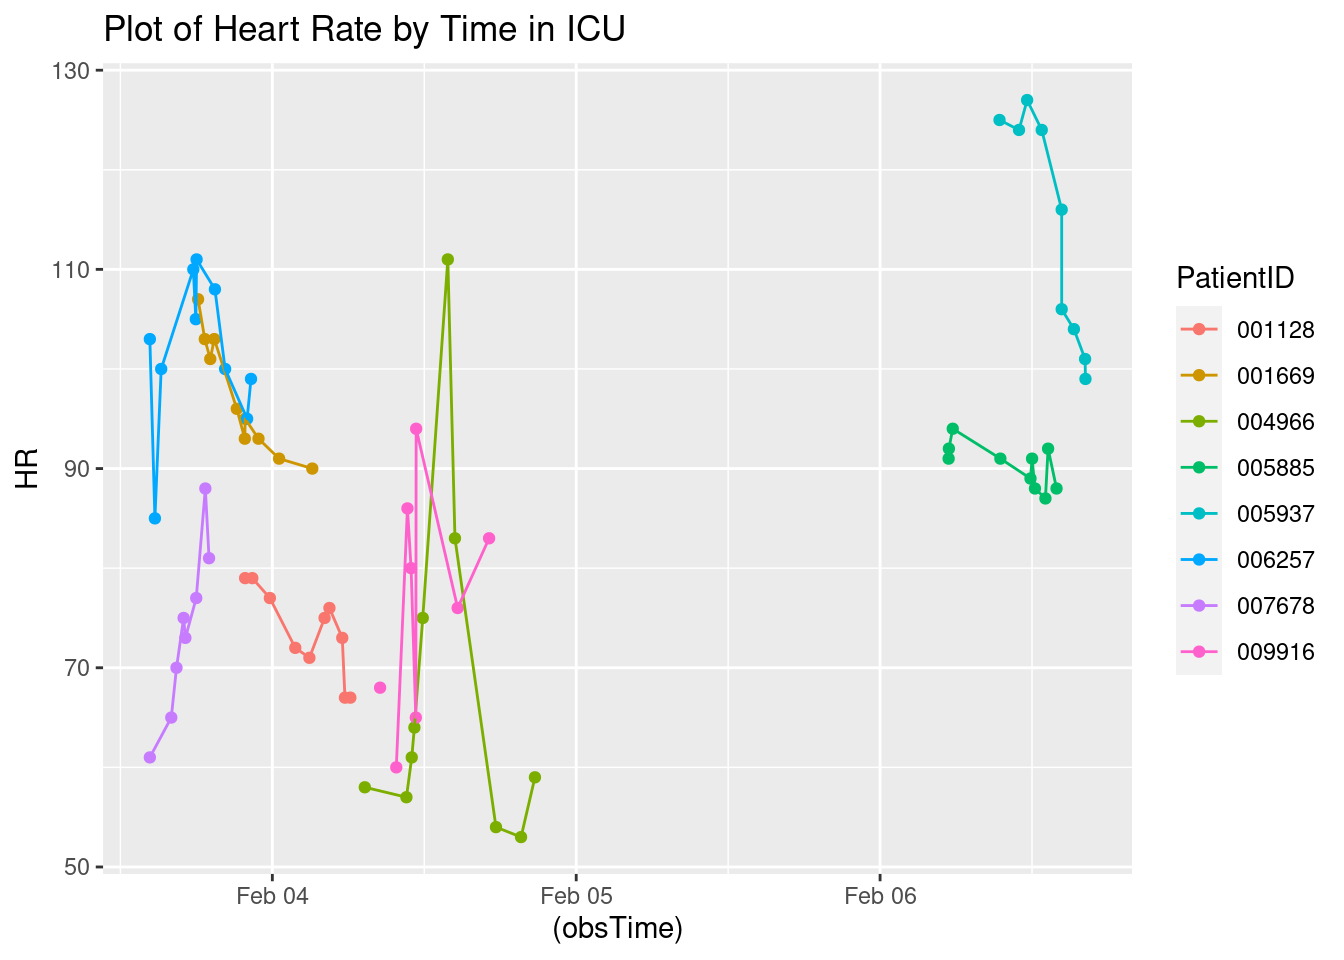 Plot of Heart Rate by Time in ICU
130
110
90
70
50
HR
Feb 04
Feb 05
Feb 06
(obsTime)
PatientID
001128
001669
004966
005885
005937
006257
007678
009916